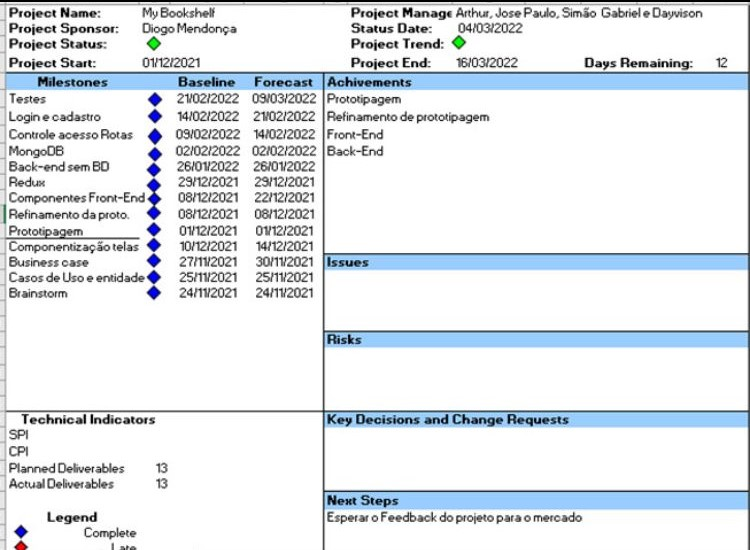 Project Name: My Bookshelf Project Manage Arthur, Jose Paulo, Simão Gabriel e Dayvison
Project Sponsor: Diogo Mendonça Status Date: 04/03/2022
Project Status: Project Trend:
Project Start: 01/12/2021 Project End: 16/03/2022 Days Remaining: 12
Milestones Baseline Forecast
Testes 21/02/2022 09/03/2022
Login e cadastro 14/02/2022 21/02/2022
Controle acesso Rotas 09/02/2022 14/02/2022
MongoDB 02/02/2022 02/02/2022
Back-end sem BD 26/01/2022 26/01/2022
Redux 29/12/2021 29/12/2021
Componentes Front-End 08/12/2021 22/12/2021
Refinamento da proto. 08/12/2021 08/12/2021
Prototipagem 01/12/2021 01/12/2021
Componentização telas 10/12/2021 14/12/2021
Business case 27/11/2021 30/11/2021
Casos de Uso e entidade 25/11/2021 25/11/2021
Brainstorm 24/11/2021 24/11/2021
Achivements
Prototipagem
Refinamento de prototipagem
Front-End
Back-End
Issues
Risks
Technical Indicators
SPI
CPI
Planned Deliverables 13
Actual Deliverables 13
Key Decisions and Change Requests
Next Steps
Esperar o Feedback do projeto para o mercado
Legend
Complete
Late